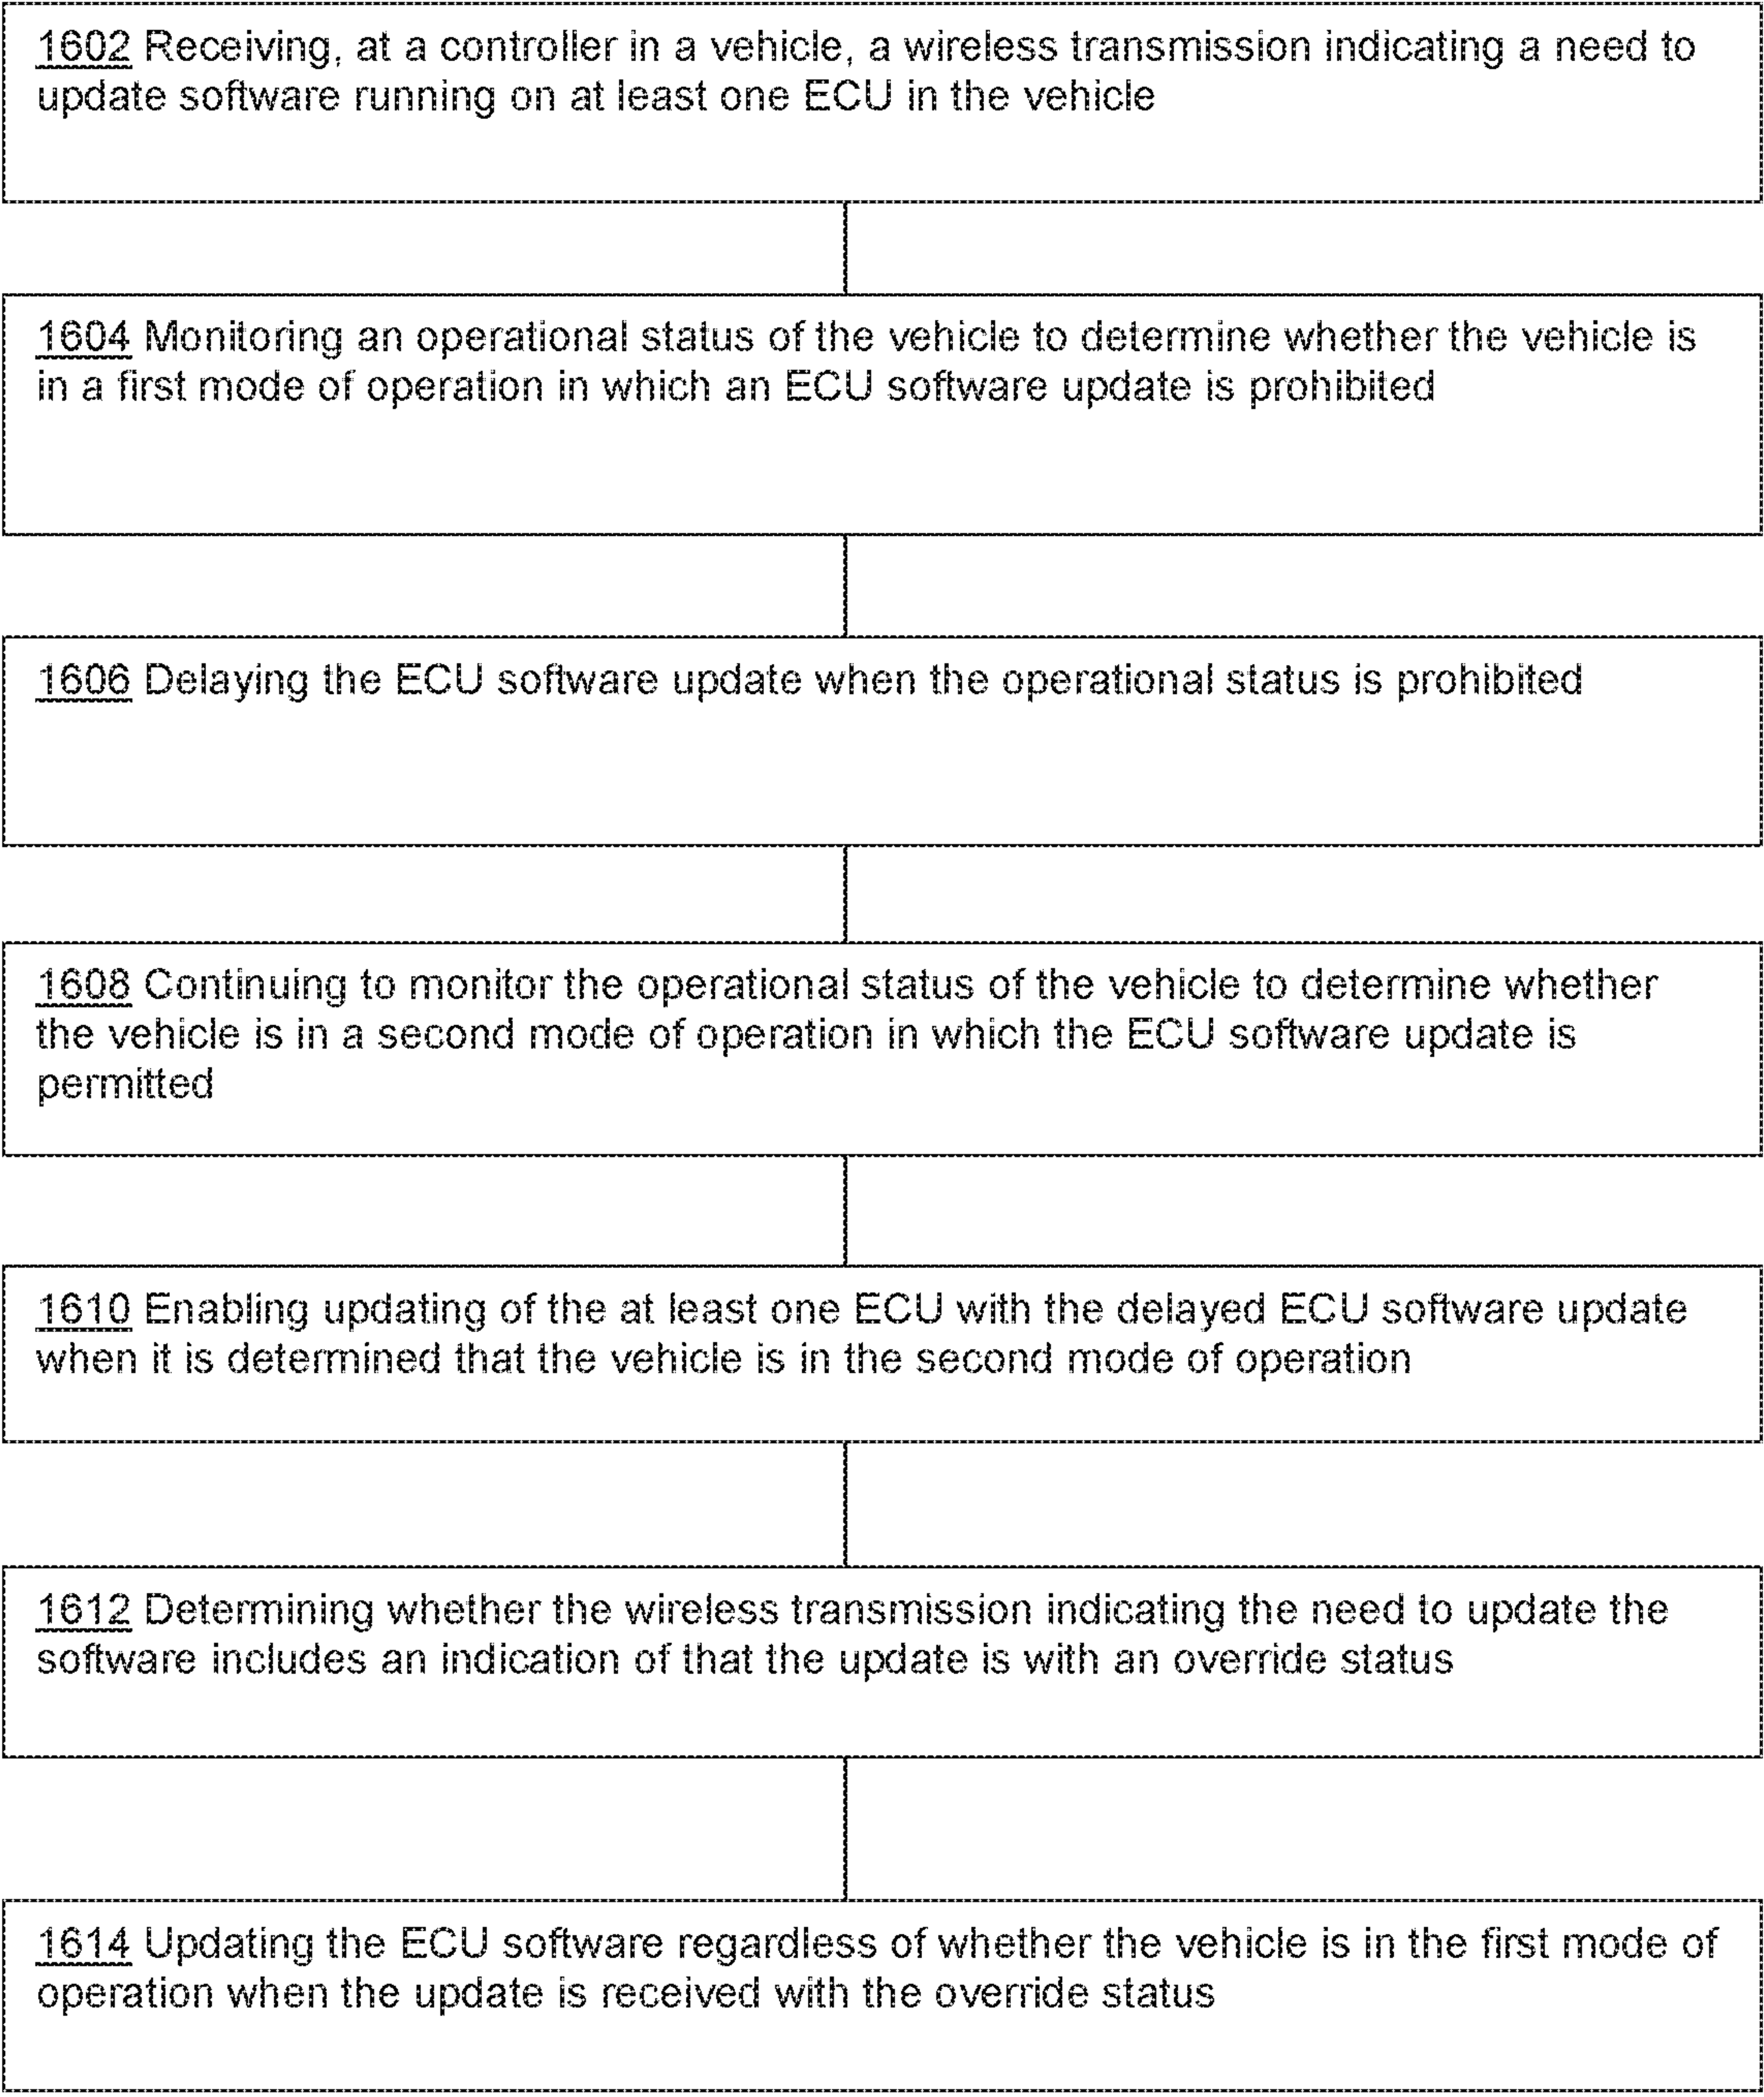 1602 Receiving, at a controller in a vehicle, a wireless transmission indicating a need to
update software running on at least one ECU in the vehicle
1604 Monitoring an operational status of the vehicle to determine whether the vehicle is
in a first mode of operation in which an ECU software update is prohibited
1606 Delaying the ECU software update when the operational status is prohibited
1608 Continuing to monitor the operational status of the vehicle to determine whether
the vehicle is in a second mode of operation in which the ECU software update is
permitted
1610 Enabling updating of the at least one ECU with the delayed ECU software update
when it is determined that the vehicle is in the second mode of operation
1612 Determining whether the wireless transmission indicating the need to update the
software includes an indication of that the update is with an override status
1614 Updating the ECU software regardless of whether the vehicle is in the first mode of
operation when the update is received with the override status